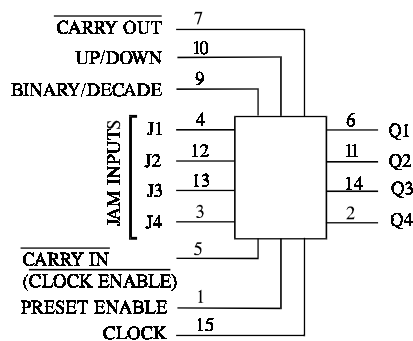 CARRY OUT 7
UP/DOWN 10
BINARY/DECADE 9
JAM INPUTS
J1 4 6 Q1
J2 12 11 Q2
J3 13 14 Q3
J4 3 2 Q4
CARRY IN 5
(CLOCK ENABLE)
PRESET ENABLE 1
CLOCK 15